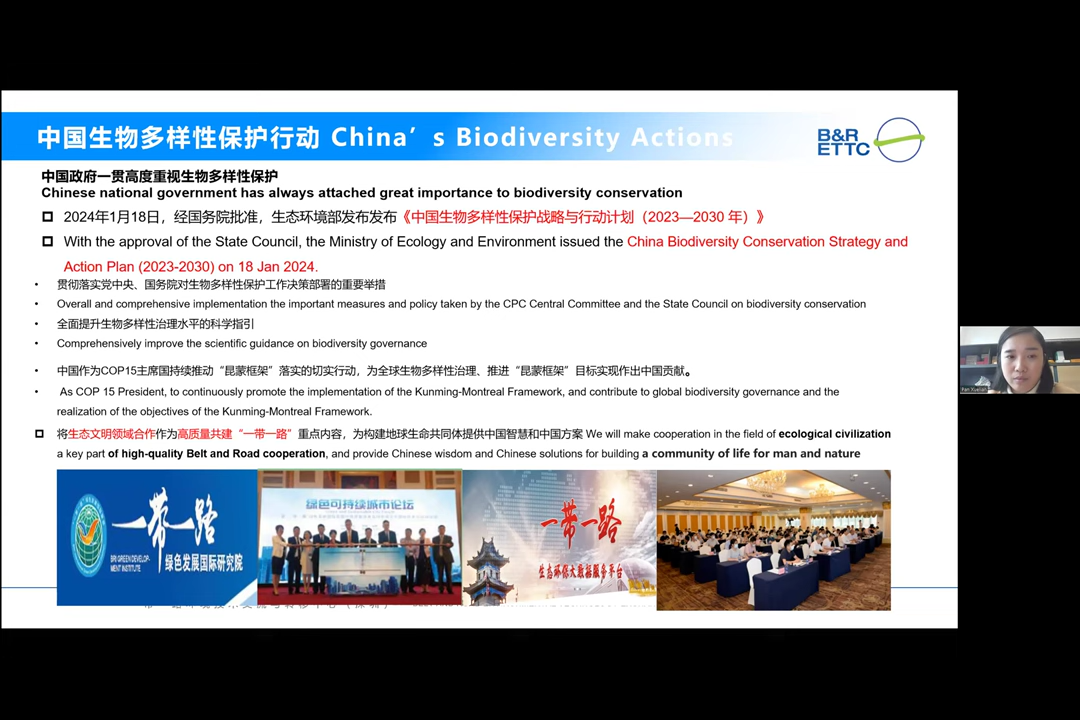 中国生物多样性保护行动 China's Biodiversity Actions
B&R
ETTC
中国政府一贯高度重视生物多样性保护
Chinese national government has always attached great importance to biodiversity conservation
2024年1月18日，经国务院批准，生态环境部发布发布《中国生物多样性保护战略与行动计划（2023—2030 年）》
With the approval of the State Council, the Ministry of Ecology and Environment issued the China Biodiversity Conservation Strategy and
Action Plan (2023-2030) on 18 Jan 2024.
贯彻落实党中央、国务院对生物多样性保护工作决策部署的重要举措
Overall and comprehensive implementation the important measures and policy taken by the CPC Central Committee and the State Council on biodiversity conservation
全面提升生物多样性治理水平的科学指引
Comprehensively improve the scientific guidance on biodiversity governance
中国作为COP15主席国持续推动“昆蒙框架”落实的切实行动，为全球生物多样性治理、推进“昆蒙框架”目标实现作出中国贡献。
As COP 15 President, to continuously promote the implementation of the Kunming-Montreal Framework, and contribute to global biodiversity governance and the
realization of the objectives of the Kunming-Montreal Framework.
将生态文明领域合作作为高质量共建“一带一路”重点内容，为构建地球生命共同体提供中国智慧和中国方案 We will make cooperation in the field of ecological civilization
a key part of high-quality Belt and Road cooperation, and provide Chinese wisdom and Chinese solutions for building a community of life for man and nature
一带一路
BRI GREEN DEVELOP-
MENT INSTITUTE
绿色发展国际研究院
绿色可持续城市论坛
一带一路
生态环保大数据服务平台